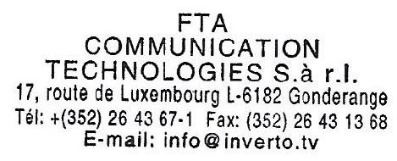 FTA
COMMUNICATION
TECHNOLOGIES S.à r.l.
17, route de Luxembourg L-6182 Gonderange
Tél: +(352) 26 43 67-1 Fax: (352) 26 43 13 68
E-mail: info@inverto.tv